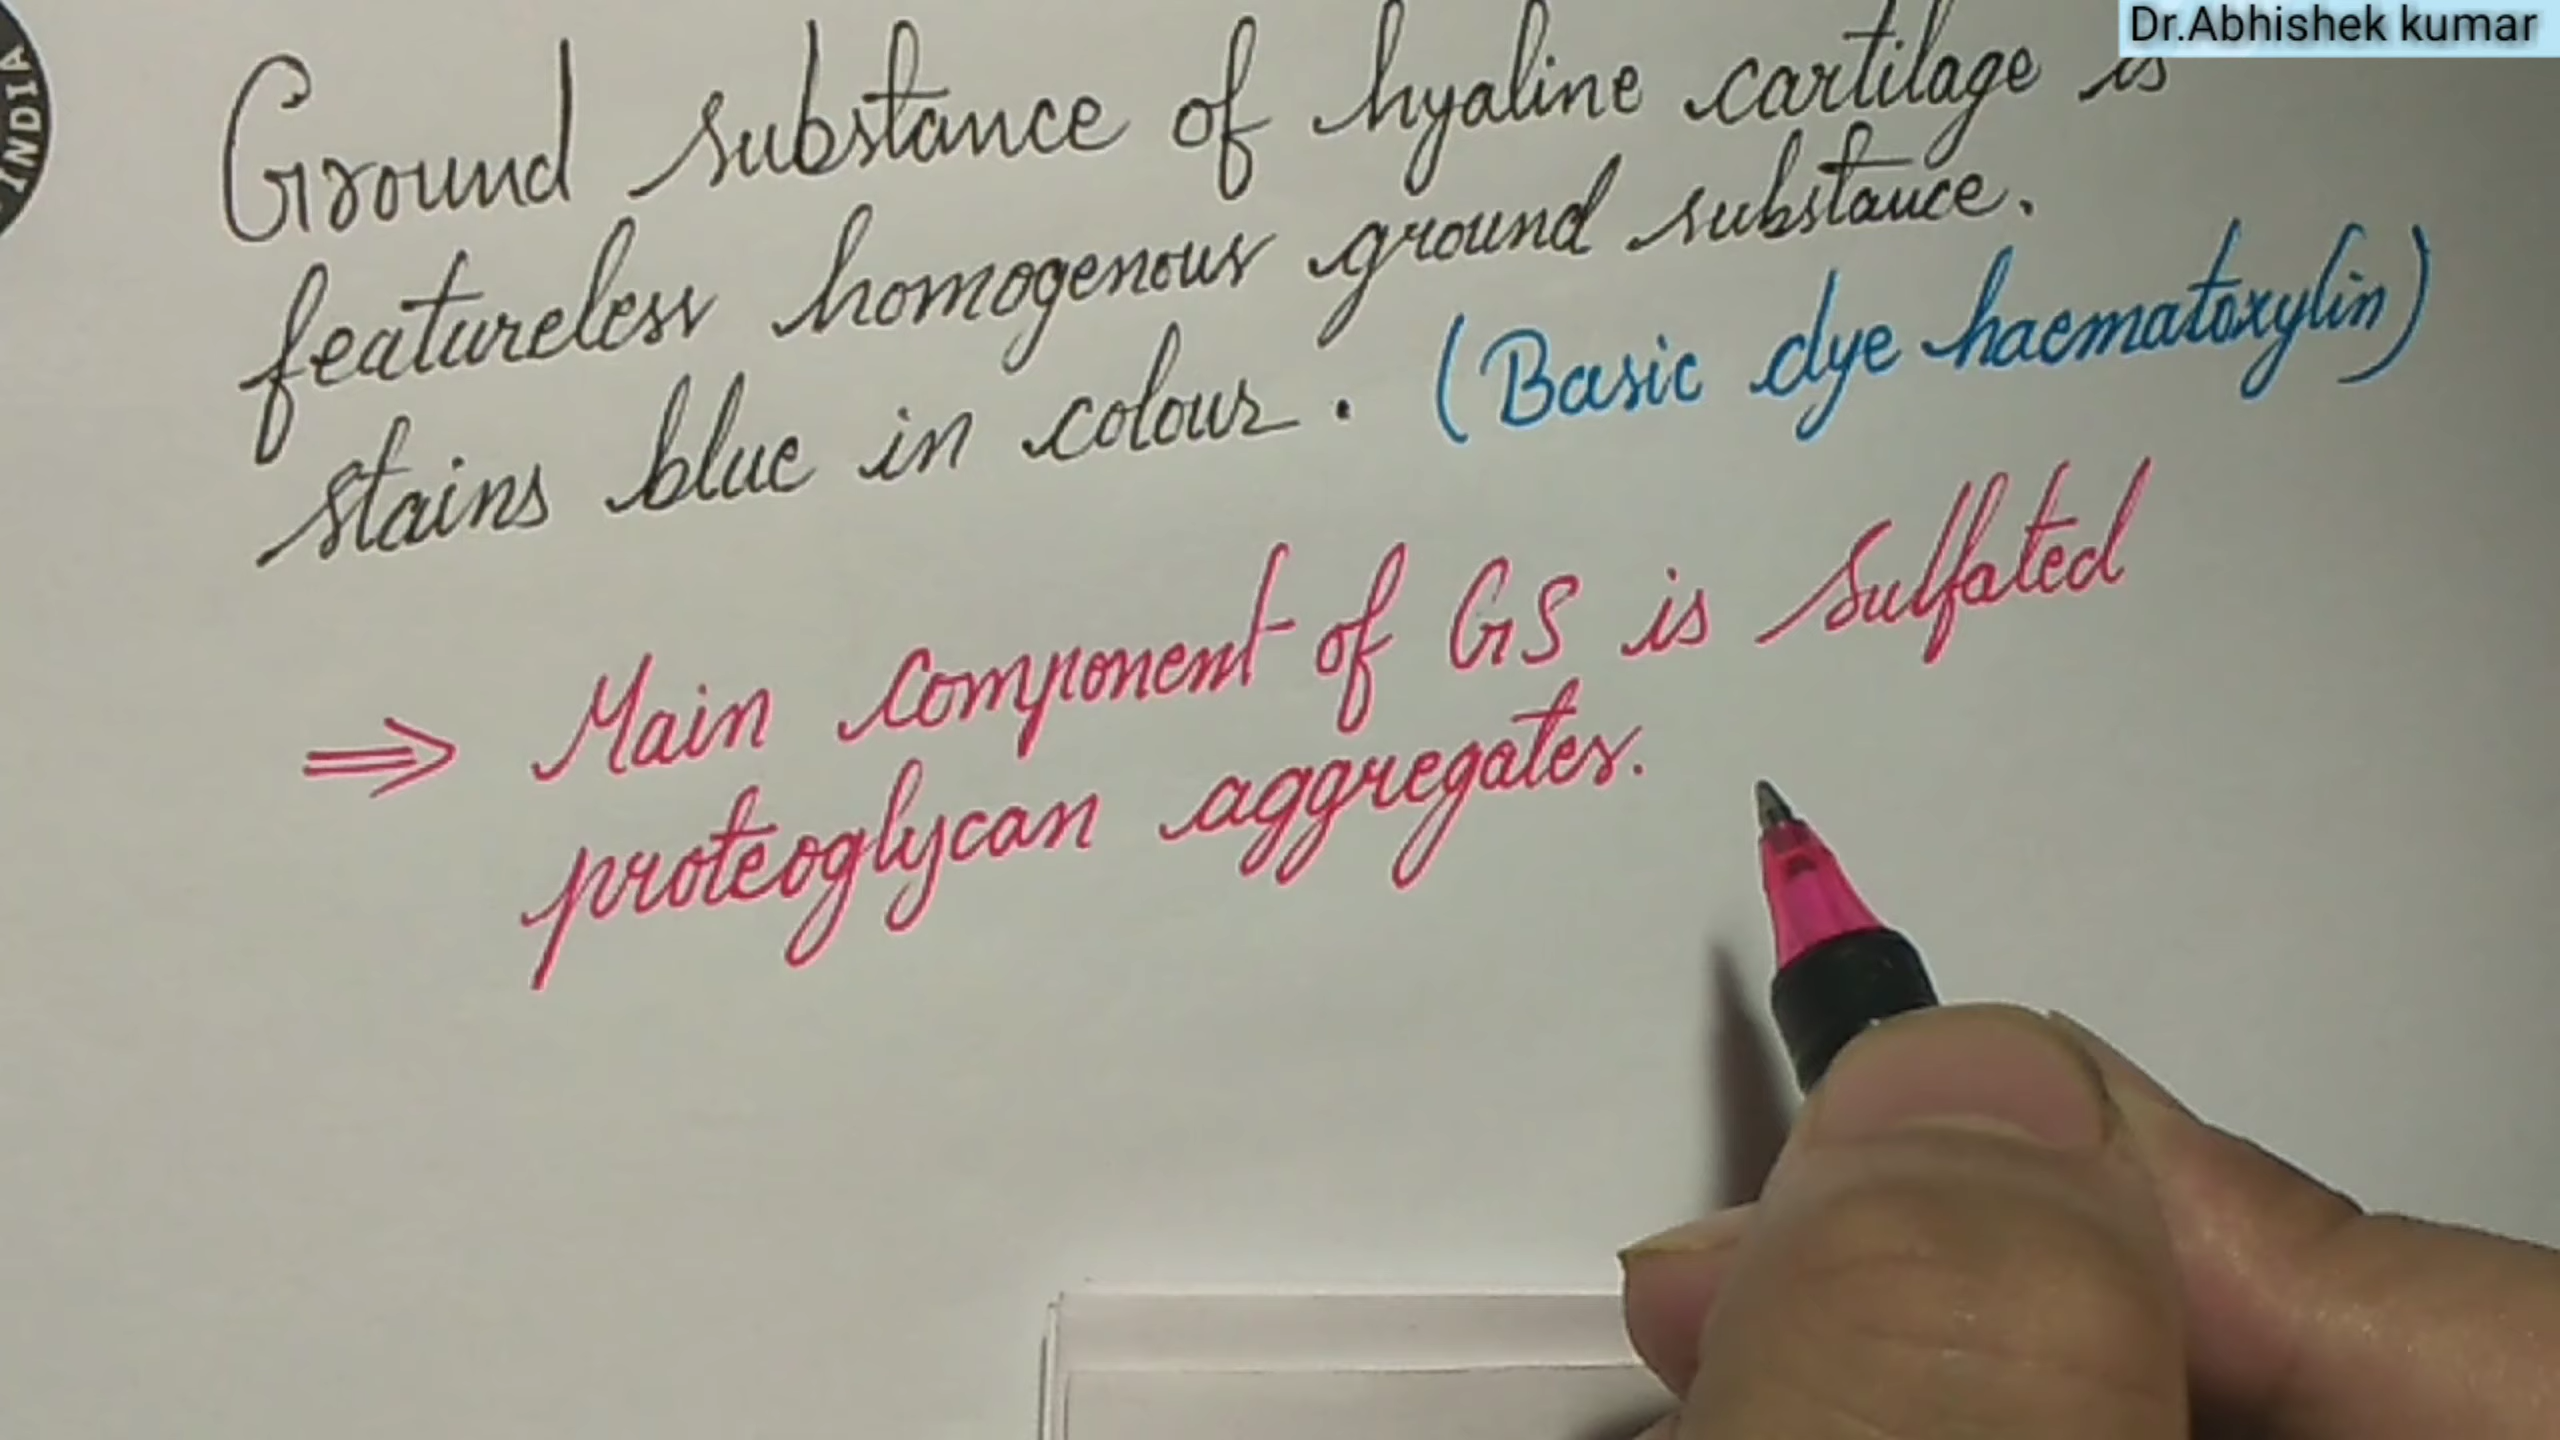 Dr.Abhishek kumar
INDIA
Ground substance of hyaline cartilage is
featureless homogenous ground substance.
stains blue in colour. (Basic dye haematoxylin)
⇒ Main component of GS is sulfated
proteoglycan aggregates.